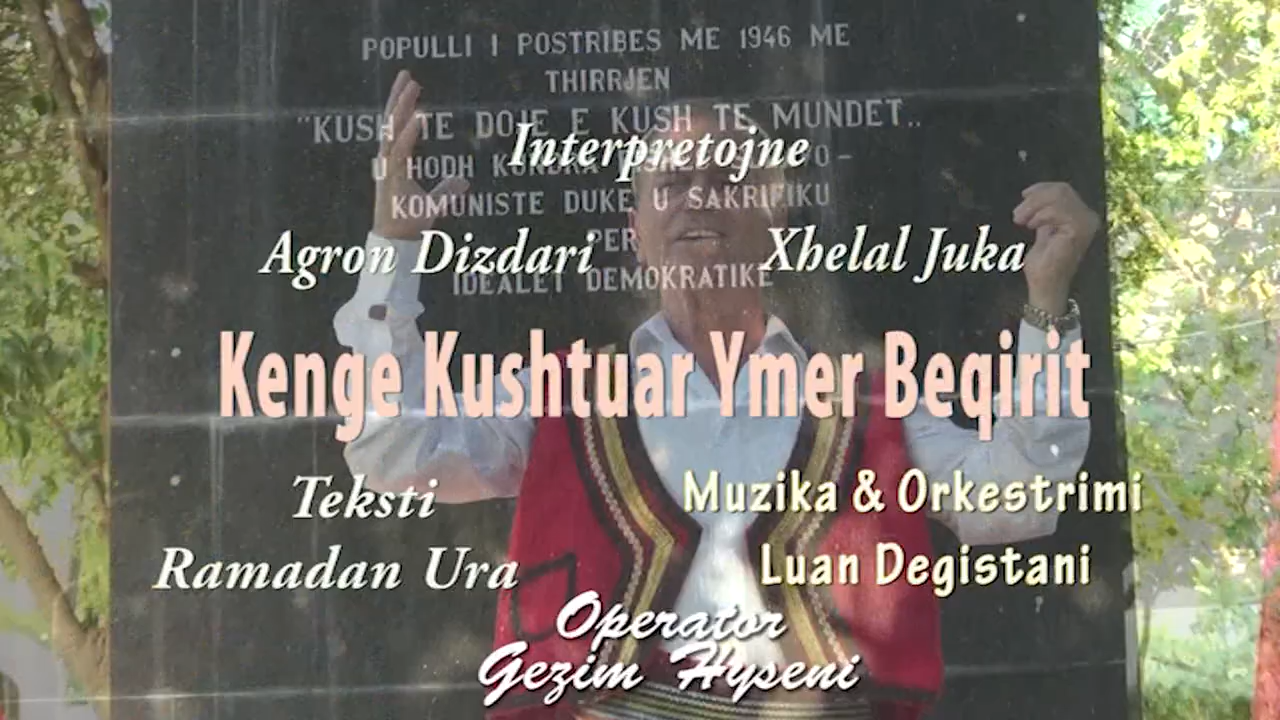 POPULLI I POSTRIBES ME 1946 ME
THIRRJEN
"KUSH TE DOJE E KUSH TE MUNDET..
U HODH KUNDRA
KOMUNISTE DUKE U SAKRIFIKU
PER
IDEALET DEMOKRATIKE
Interpretojne
Agron Dizdari
Xhelal Juka
Kenge Kushtuar Ymer Beqirit
Teksti
Ramadan Ura
Muzika & Orkestrimi
Luan Degistani
Operator
Gezim Hyseni